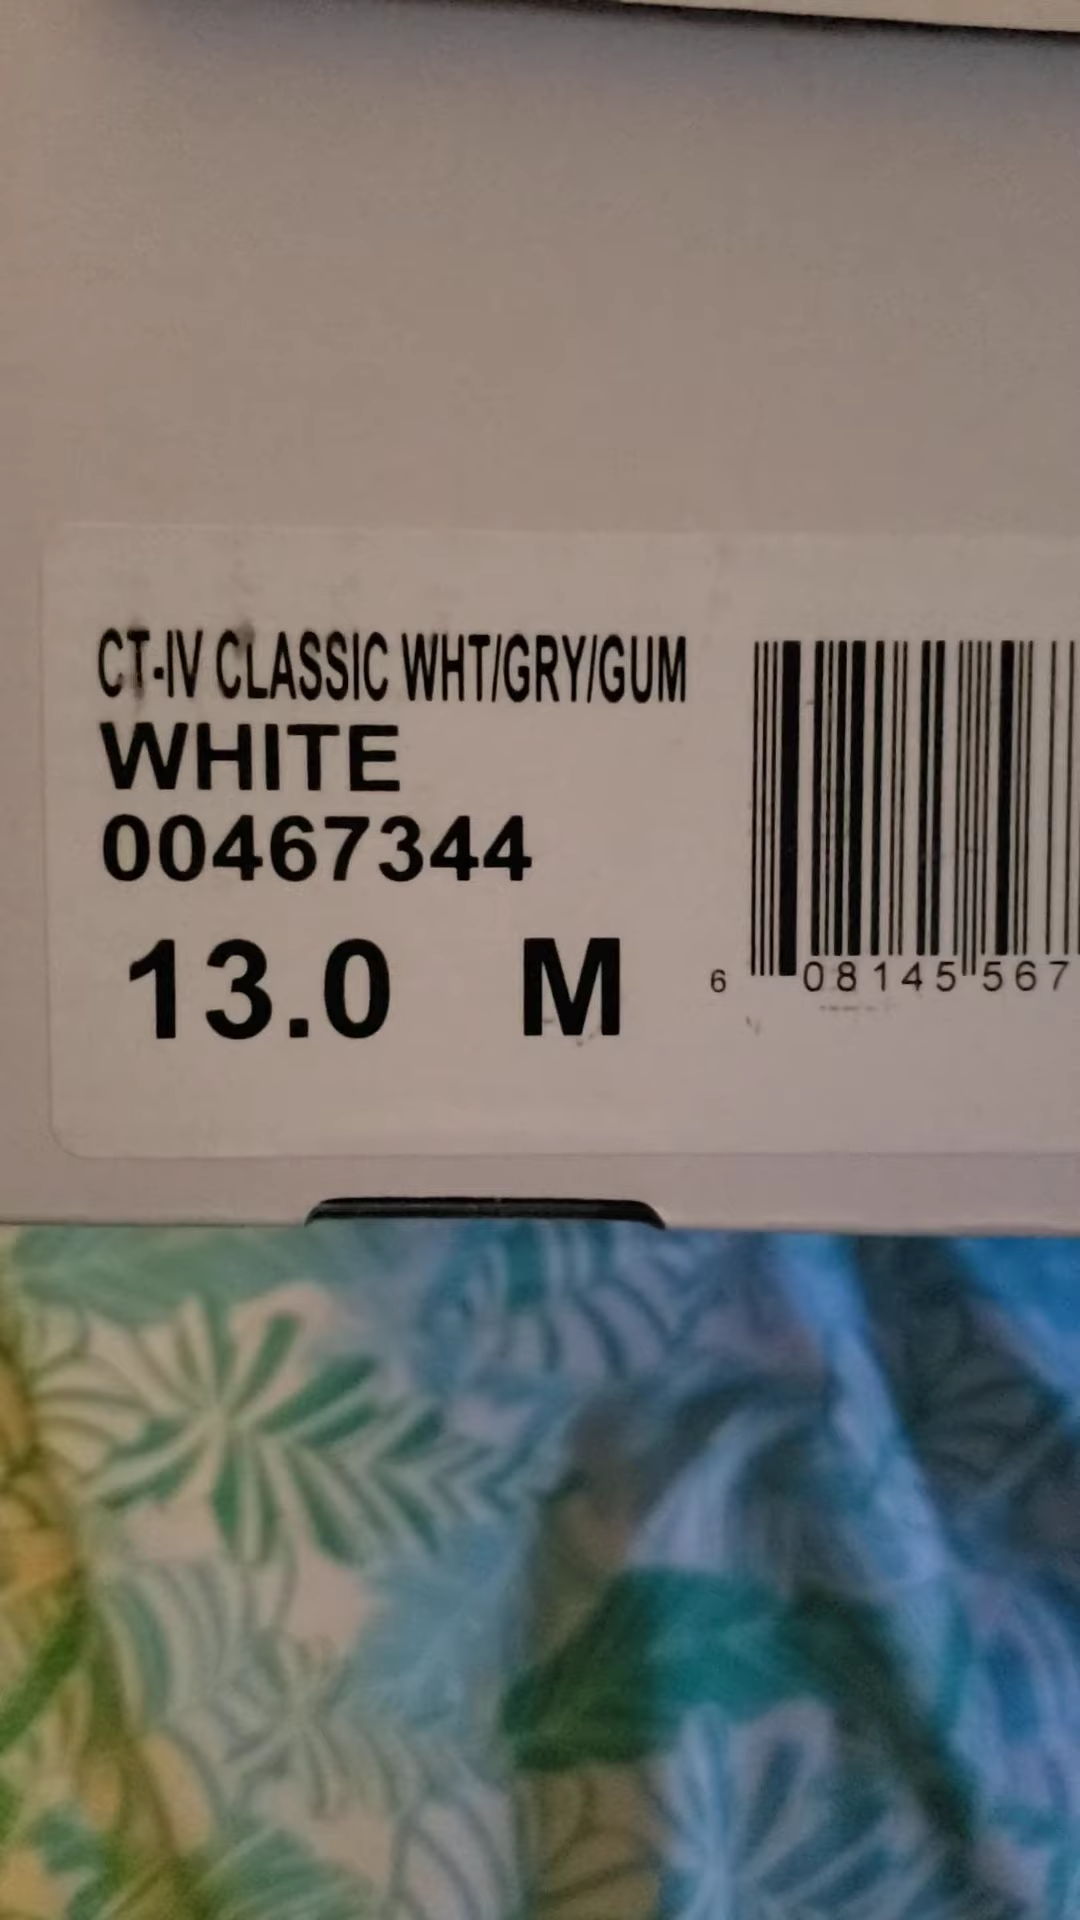 CT-IV CLASSIC WHT/GRY/GUM
WHITE
00467344
13.0 M
6 08145 567